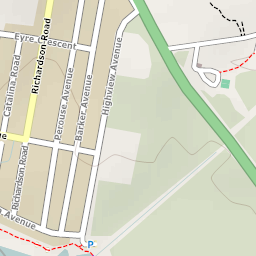 Eyre Crescent
Catalina Road
Richardson Road
Perouse Avenue
Barker Avenue
Highview Avenue
Richardson Road
Avenue
P